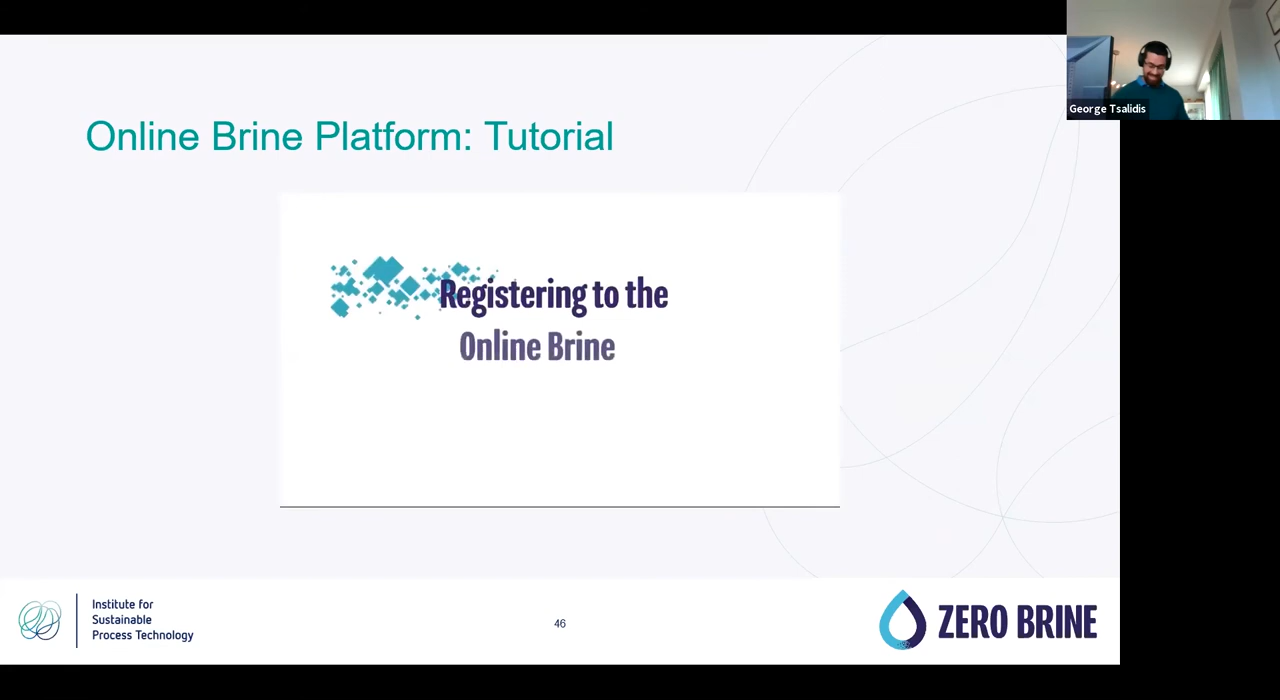 George Tsalidis
Online Brine Platform: Tutorial
Registering to the
Online Brine
Institute for
Sustainable
Process Technology
46
ZERO BRINE